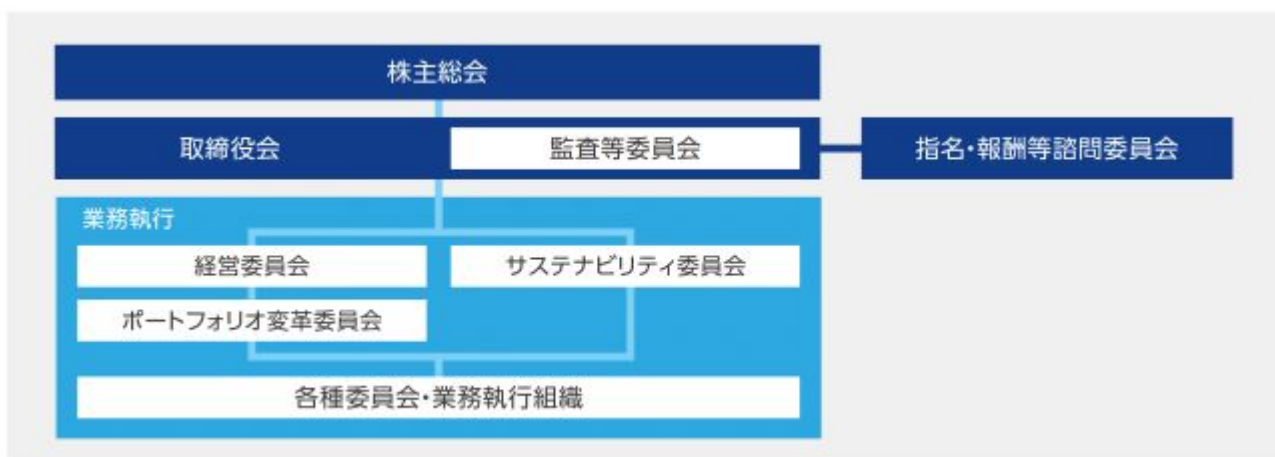 株主総会
取締役会
監査等委員会
指名・報酬等諮問委員会
業務執行
経営委員会
サステナビリティ委員会
ポートフォリオ変革委員会
各種委員会・業務執行組織